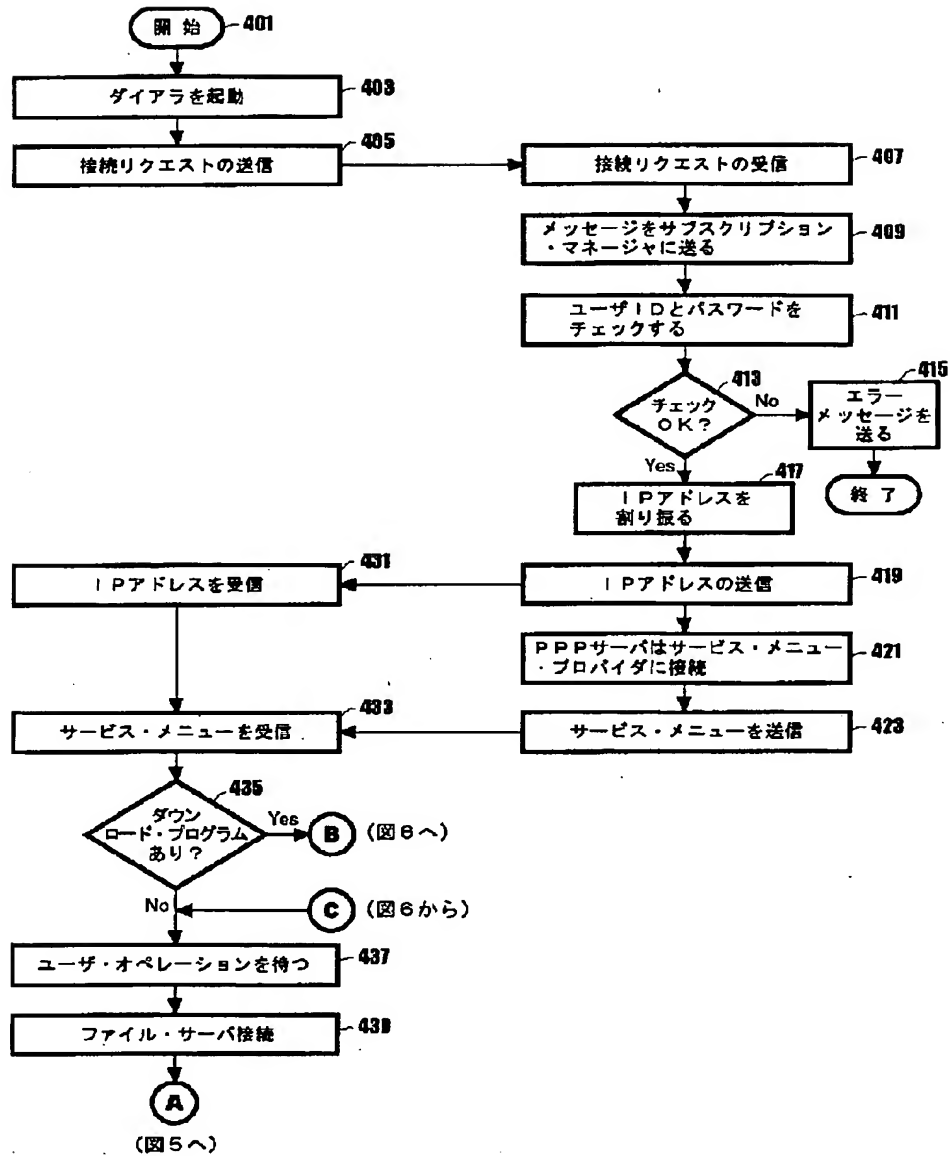 開 始
401
ダイアラを起動
403
接続リクエストの送信
405
接続リクエストの受信
407
メッセージをサブスクリプション
・マネージャに送る
409
ユーザIDとパスワードを
チェックする
411
チェック
OK?
413
No
Yes
エラー
メッセージを
送る
415
終 了
IPアドレスを
割り振る
417
IPアドレスを受信
431
IPアドレスの送信
419
PPPサーバはサービス・メニュー
・プロバイダに接続
421
サービス・メニューを受信
433
サービス・メニューを送信
423
ダウン
ロード・プログラム
あり?
435
Yes
B
(図6へ)
No
C
(図6から)
ユーザ・オペレーションを待つ
437
ファイル・サーバ接続
439
A
(図5へ)